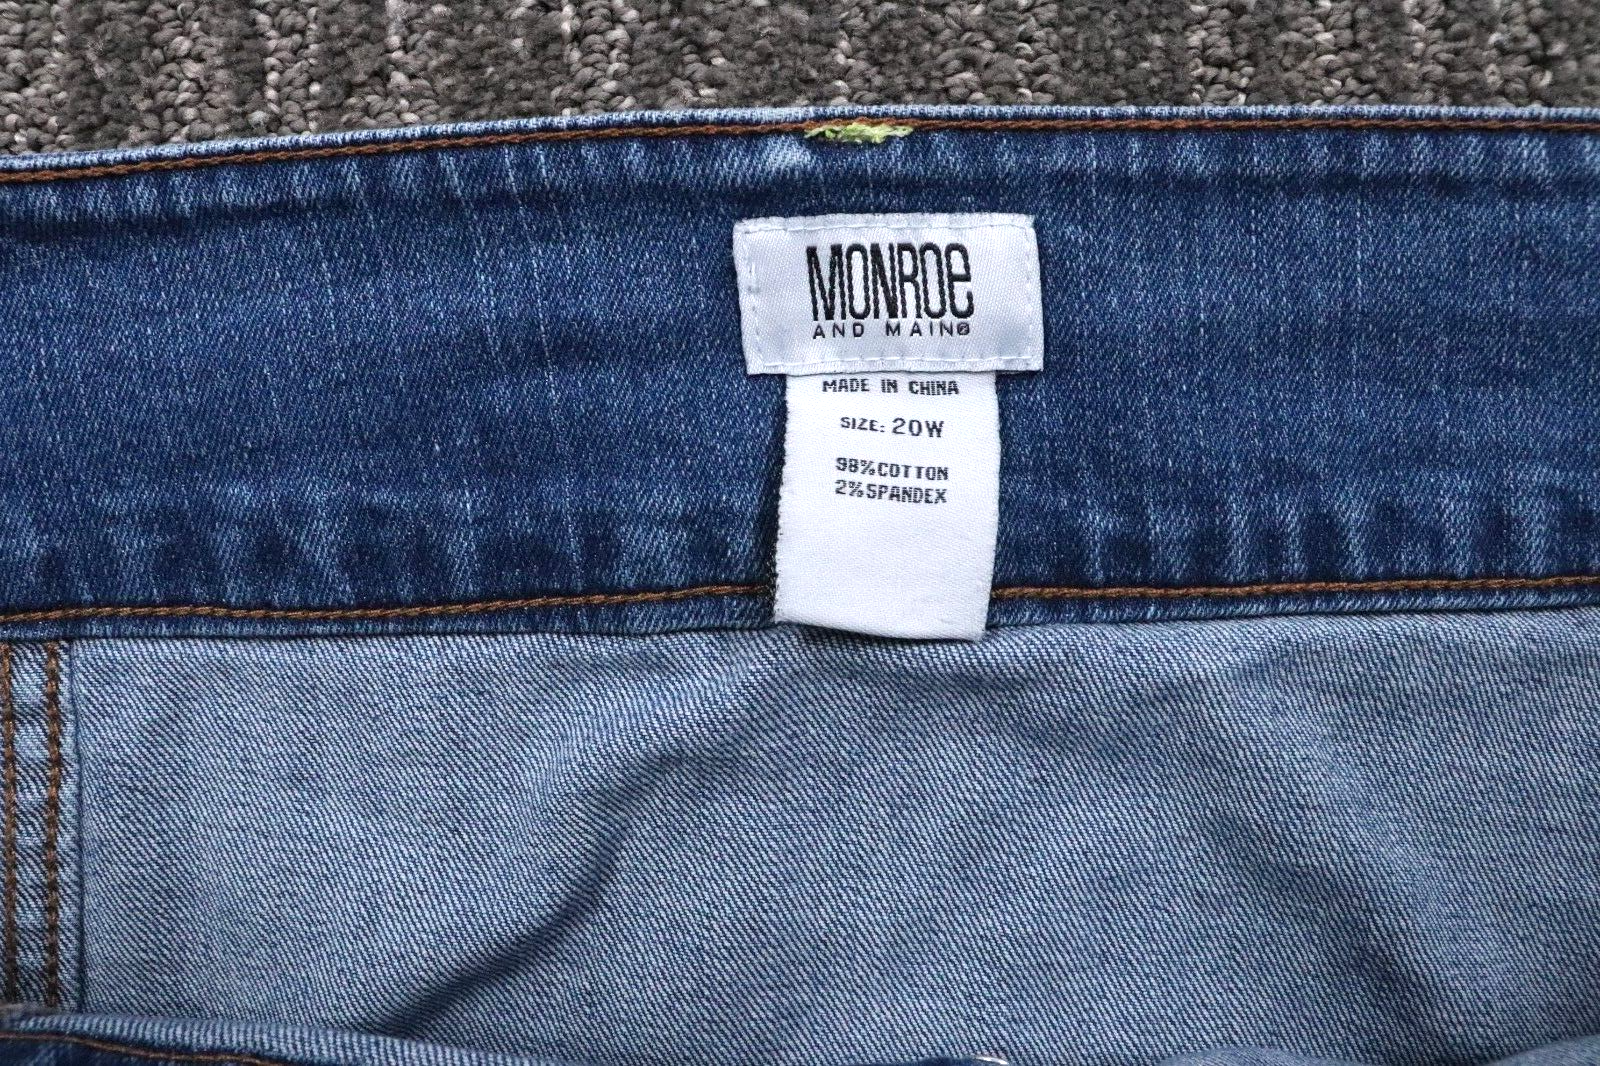 MONROE
AND MAIN®
MADE IN CHINA
SIZE: 20W
98%COTTON
2%SPANDEX